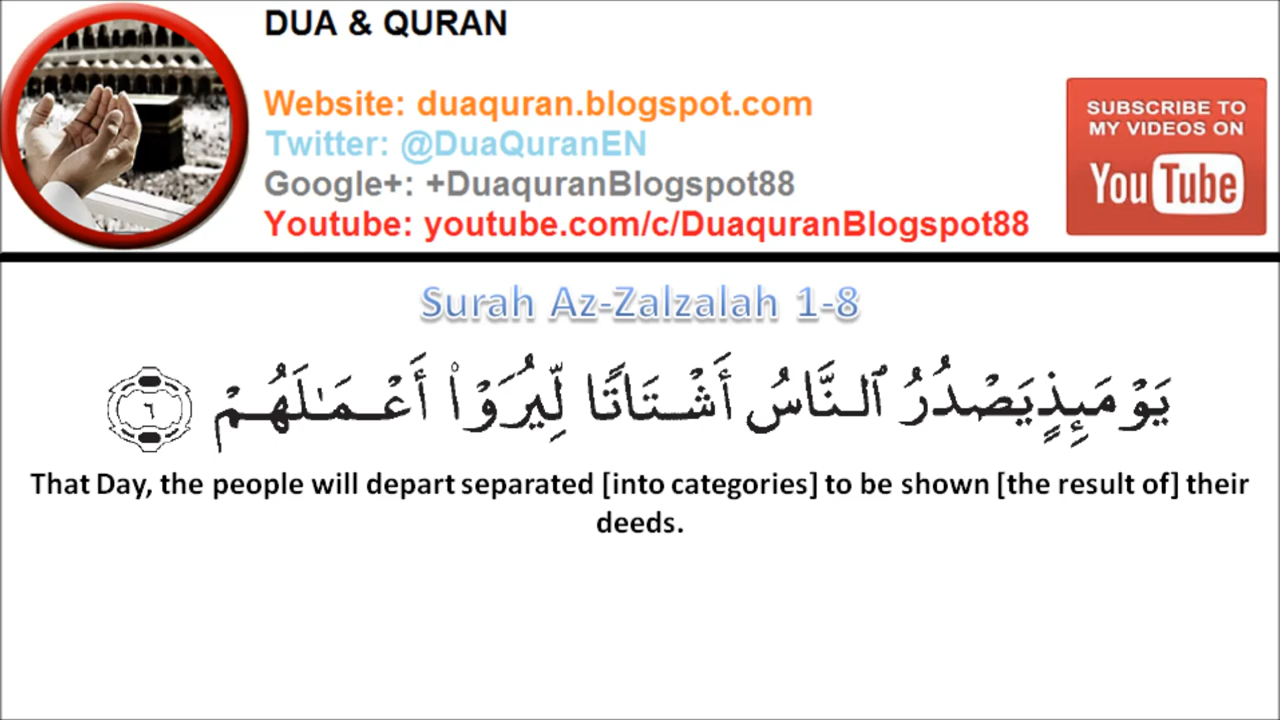 DUA & QURAN
Website: duaquran.blogspot.com
Twitter: @DuaQuranEN
Google+: +DuaquranBlogspot88
Youtube: youtube.com/c/DuaquranBlogspot88
SUBSCRIBE TO
MY VIDEOS ON
YouTube
Surah Az-Zalzalah 1-8
يَوْمَئِذٍ يَصْدُرُ ٱلنَّاسُ أَشْتَاتًا لِّيُرَوْا۟ أَعْمَـٰلَهُمْ ٦
That Day, the people will depart separated [into categories] to be shown [the result of] their
deeds.